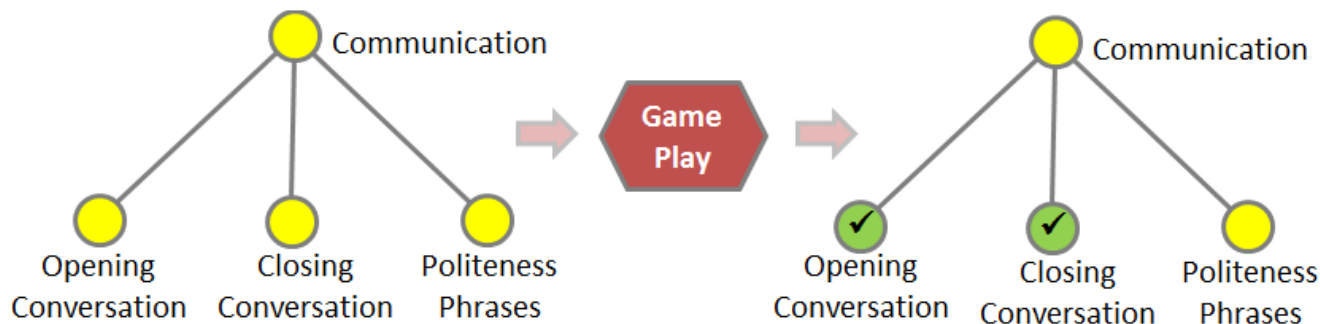 Communication
Opening
Conversation
Closing
Conversation
Politeness
Phrases
Game
Play
Communication
Opening
Conversation
Closing
Conversation
Politeness
Phrases